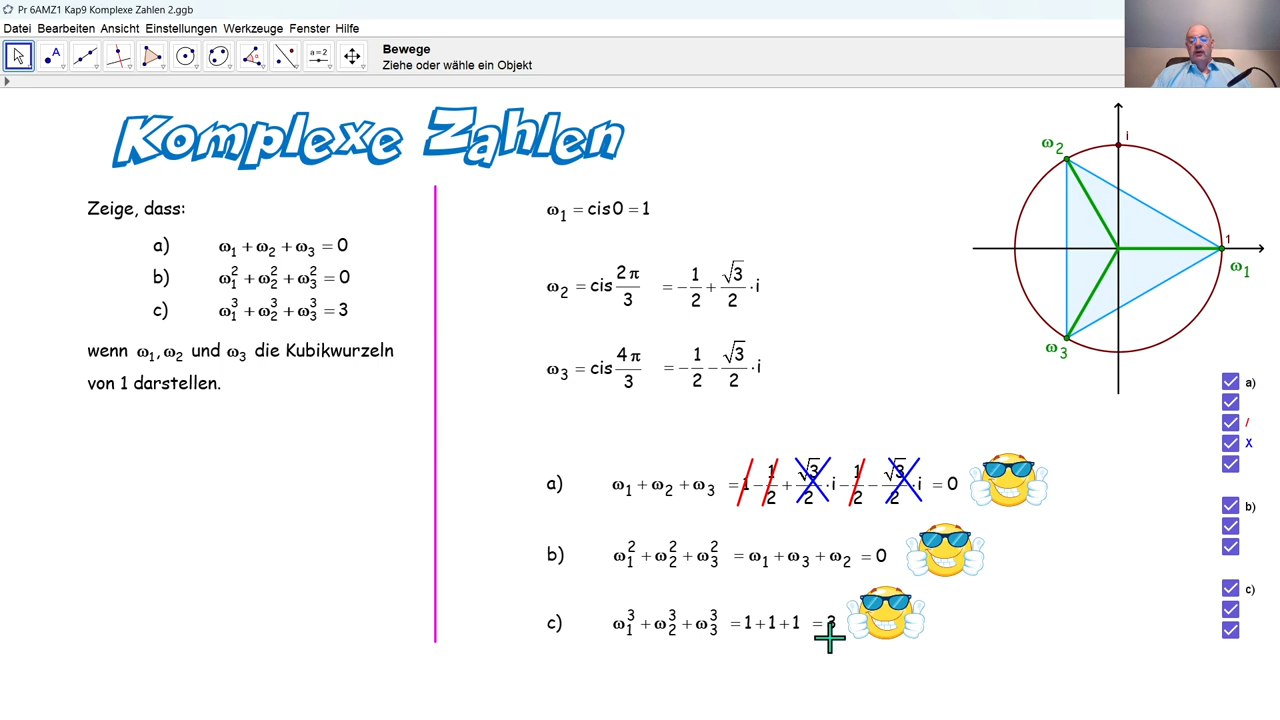 Pr 6AMZ1 Kap9 Komplexe Zahlen 2.ggb
Datei Bearbeiten Ansicht Einstellungen Werkzeuge Fenster Hilfe
A a=2 Bewege
Ziehe oder wähle ein Objekt
Komplexe Zahlen
Zeige, dass:
a) ω₁ + ω₂ + ω₃ = 0
b) ω₁² + ω₂² + ω₃² = 0
c) ω₁³ + ω₂³ + ω₃³ = 3
wenn ω₁, ω₂ und ω₃ die Kubikwurzeln
von 1 darstellen.
ω₁ = cis0 = 1
ω₂ = cis 2π/3 = -1/2 + √3/2 · i
ω₃ = cis 4π/3 = -1/2 - √3/2 · i
a) ω₁ + ω₂ + ω₃ = 1 - 1/2 + √3/2 · i - 1/2 - √3/2 · i = 0
b) ω₁² + ω₂² + ω₃² = ω₁ + ω₃ + ω₂ = 0
c) ω₁³ + ω₂³ + ω₃³ = 1 + 1 + 1 = 3
i
ω₂
1
ω₁
ω₃
a)
/
X
b)
c)